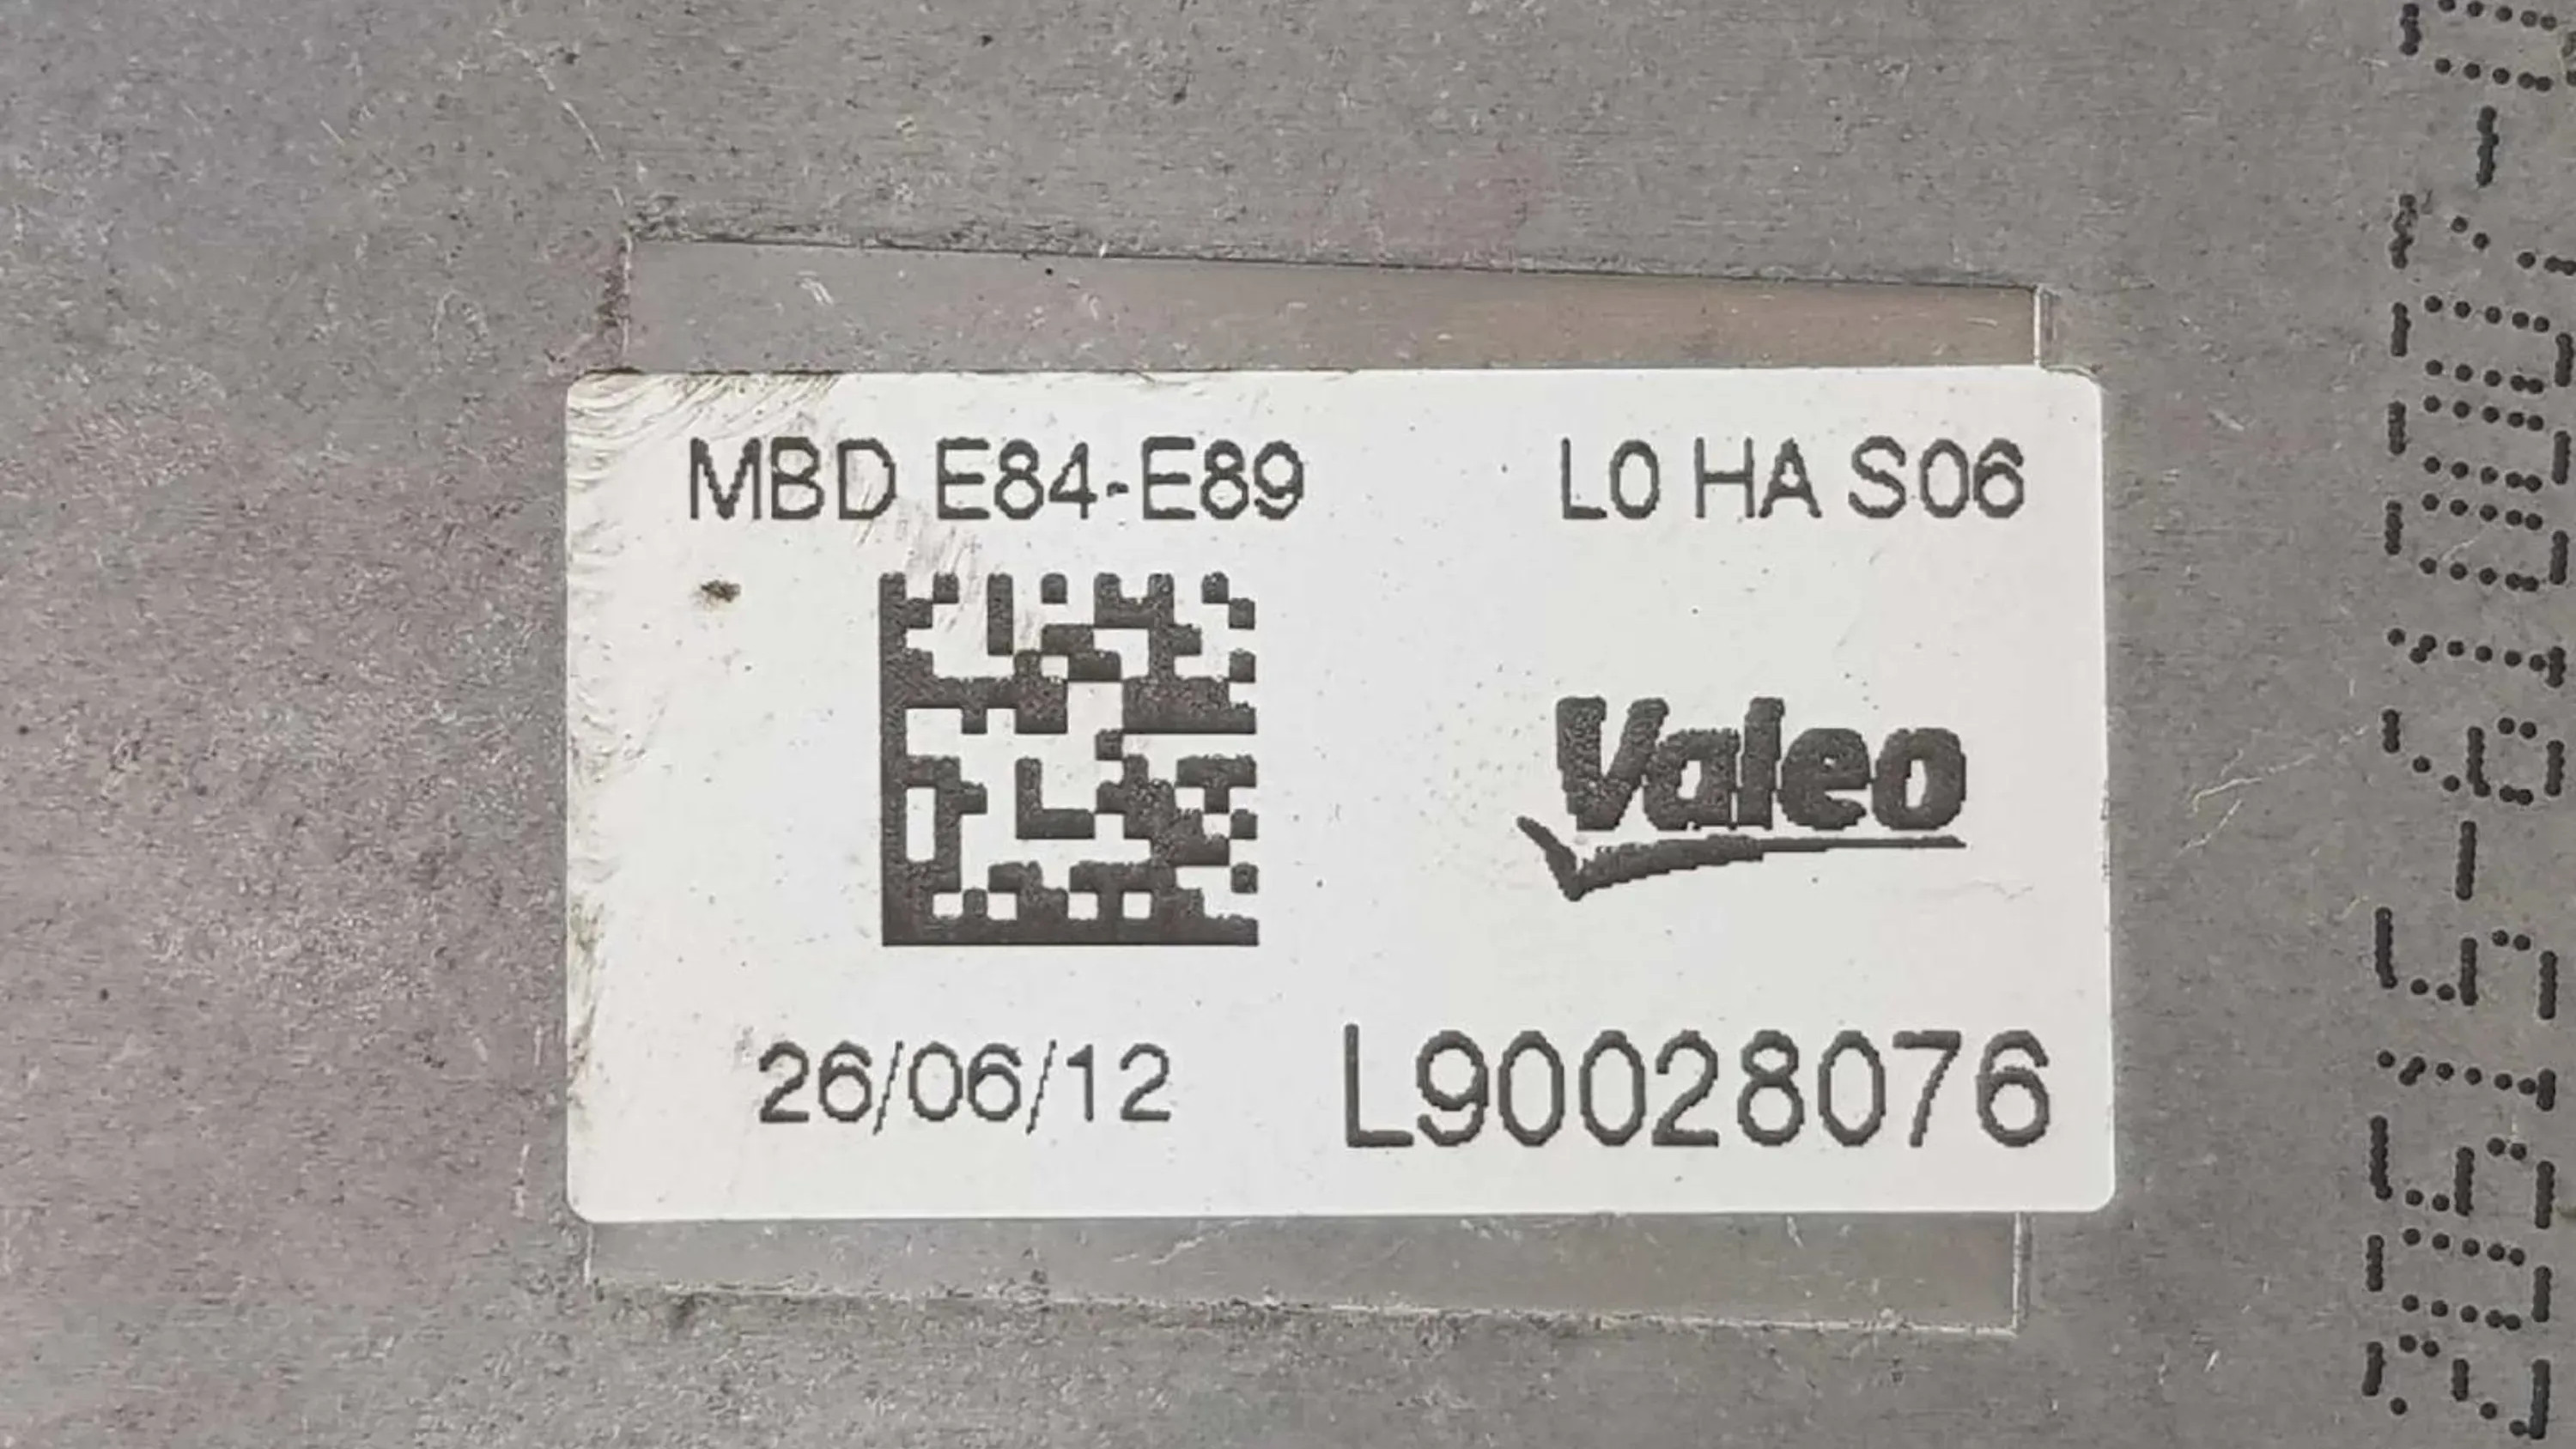 MBD E84-E89
L0 HA S06
Valeo
26/06/12
L90028076